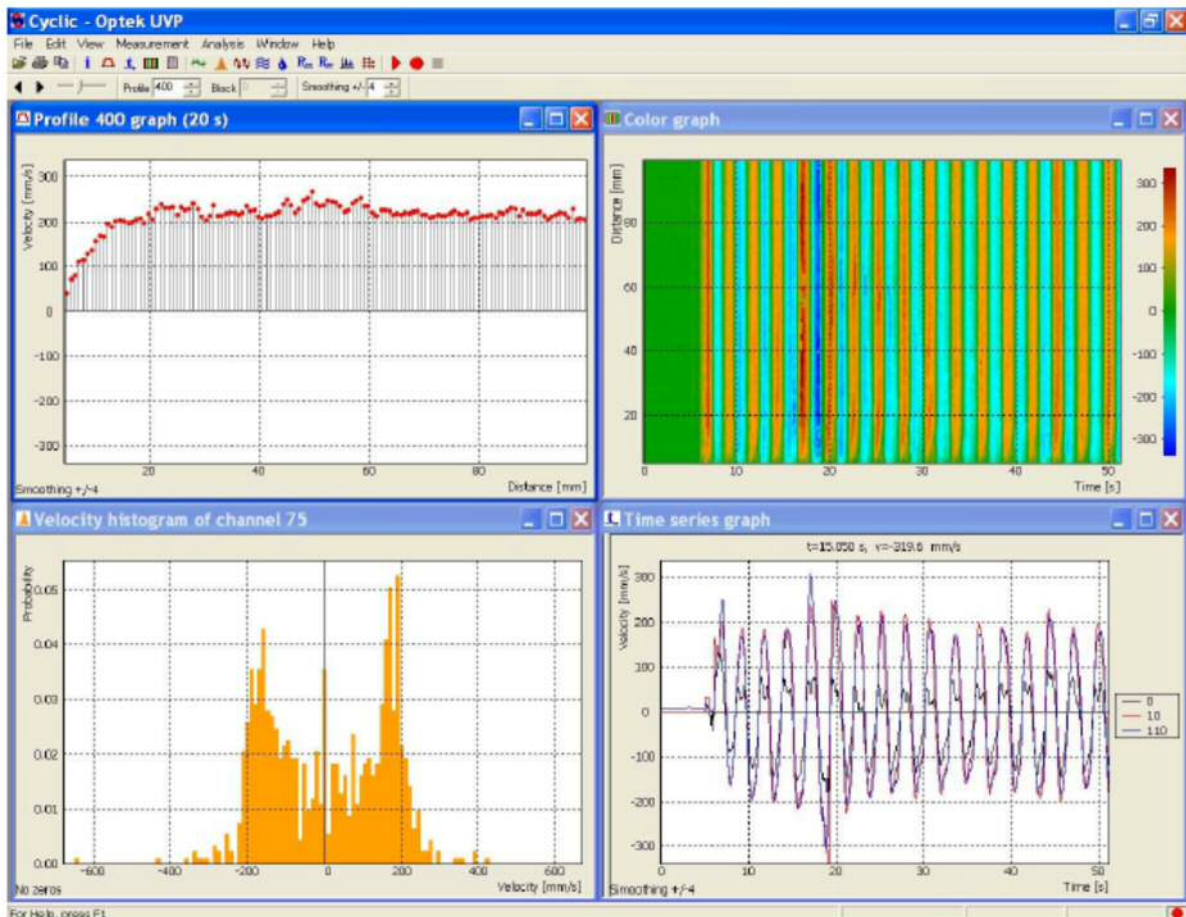 Cyclic - Optek UVP
File Edit View Measurement Analysis Window Help
Profile 400 Block 0 Smoothing +/- 4
Profile 400 graph (20 s)
Velocity [mm/s]
300
200
100
0
-100
-200
-300
20 40 60 80
Smoothing +/-4
Distance [mm]
Color graph
Distance [mm]
80
60
40
20
0 10 20 30 40 50
Time [s]
300
200
100
0
-100
-200
-300
Velocity histogram of channel 75
Probability
0.05
0.04
0.03
0.02
0.01
0.00
-600 -400 -200 0 200 400 600
No zeros
Velocity [mm/s]
Time series graph
t=15.050 s, v=-319.6 mm/s
Velocity [mm/s]
300
200
100
0
-100
-200
-300
0 10 20 30 40 50
Smoothing +/-4
Time [s]
0
10
110
For Help, press F1